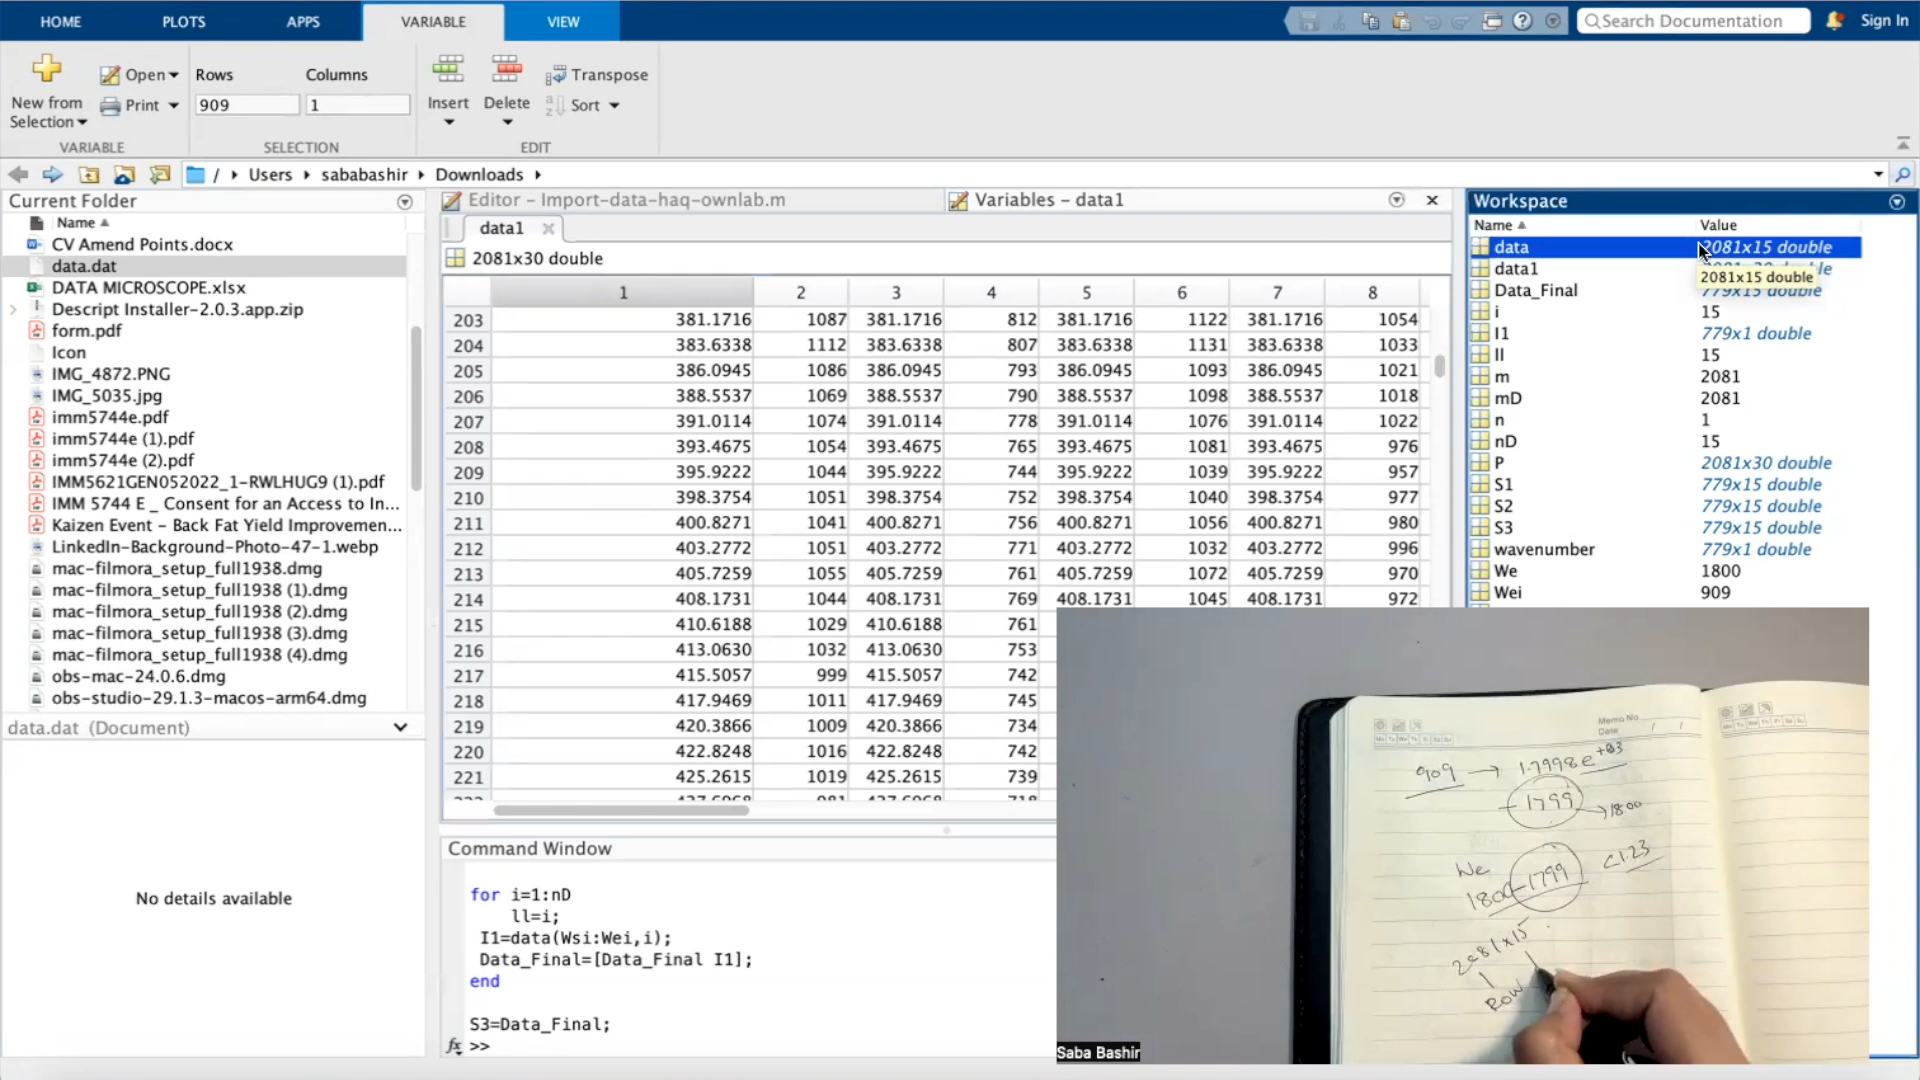 HOME PLOTS APPS VARIABLE VIEW Search Documentation Sign In
New from Selection
Open
Print
Rows Columns
909 1
Insert Delete
Transpose
Sort
VARIABLE SELECTION EDIT
/ Users sababashir Downloads
Current Folder
Name
CV Amend Points.docx
data.dat
DATA MICROSCOPE.xlsx
Descript Installer-2.0.3.app.zip
form.pdf
Icon
IMG_4872.PNG
IMG_5035.jpg
imm5744e.pdf
imm5744e (1).pdf
imm5744e (2).pdf
IMM5621GEN052022_1-RWLHUG9 (1).pdf
IMM 5744 E _ Consent for an Access to In...
Kaizen Event - Back Fat Yield Improvemen...
LinkedIn-Background-Photo-47-1.webp
mac-filmora_setup_full1938.dmg
mac-filmora_setup_full1938 (1).dmg
mac-filmora_setup_full1938 (2).dmg
mac-filmora_setup_full1938 (3).dmg
mac-filmora_setup_full1938 (4).dmg
obs-mac-24.0.6.dmg
obs-studio-29.1.3-macos-arm64.dmg
data.dat (Document)
No details available
Editor - Import-data-haq-ownlab.m
Variables - data1
data1
2081x30 double
1 2 3 4 5 6 7 8
203 381.1716 1087 381.1716 812 381.1716 1122 381.1716 1054
204 383.6338 1112 383.6338 807 383.6338 1131 383.6338 1033
205 386.0945 1086 386.0945 793 386.0945 1093 386.0945 1021
206 388.5537 1069 388.5537 790 388.5537 1098 388.5537 1018
207 391.0114 1074 391.0114 778 391.0114 1076 391.0114 1022
208 393.4675 1054 393.4675 765 393.4675 1081 393.4675 976
209 395.9222 1044 395.9222 744 395.9222 1039 395.9222 957
210 398.3754 1051 398.3754 752 398.3754 1040 398.3754 977
211 400.8271 1041 400.8271 756 400.8271 1056 400.8271 980
212 403.2772 1051 403.2772 771 403.2772 1032 403.2772 996
213 405.7259 1055 405.7259 761 405.7259 1072 405.7259 970
214 408.1731 1044 408.1731 769 408.1731 1045 408.1731 972
215 410.6188 1029 410.6188 761
216 413.0630 1032 413.0630 753
217 415.5057 999 415.5057 742
218 417.9469 1011 417.9469 745
219 420.3866 1009 420.3866 734
220 422.8248 1016 422.8248 742
221 425.2615 1019 425.2615 739
Command Window
for i=1:nD
ll=i;
I1=data(Wsi:Wei,i);
Data_Final=[Data_Final I1];
end
S3=Data_Final;
fx >>
Workspace
Name Value
data 2081x15 double
data1
2081x15 double
Data_Final 779x15 double
i 15
I1 779x1 double
ll 15
m 2081
mD 2081
n 1
nD 15
P 2081x30 double
S1 779x15 double
S2 779x15 double
S3 779x15 double
wavenumber 779x1 double
We 1800
Wei 909
Memo No.
Date / /
909 → 1.7998e+03
1799 → 1800
We
1800-1799 <1.23
2081x15
Row
Saba Bashir